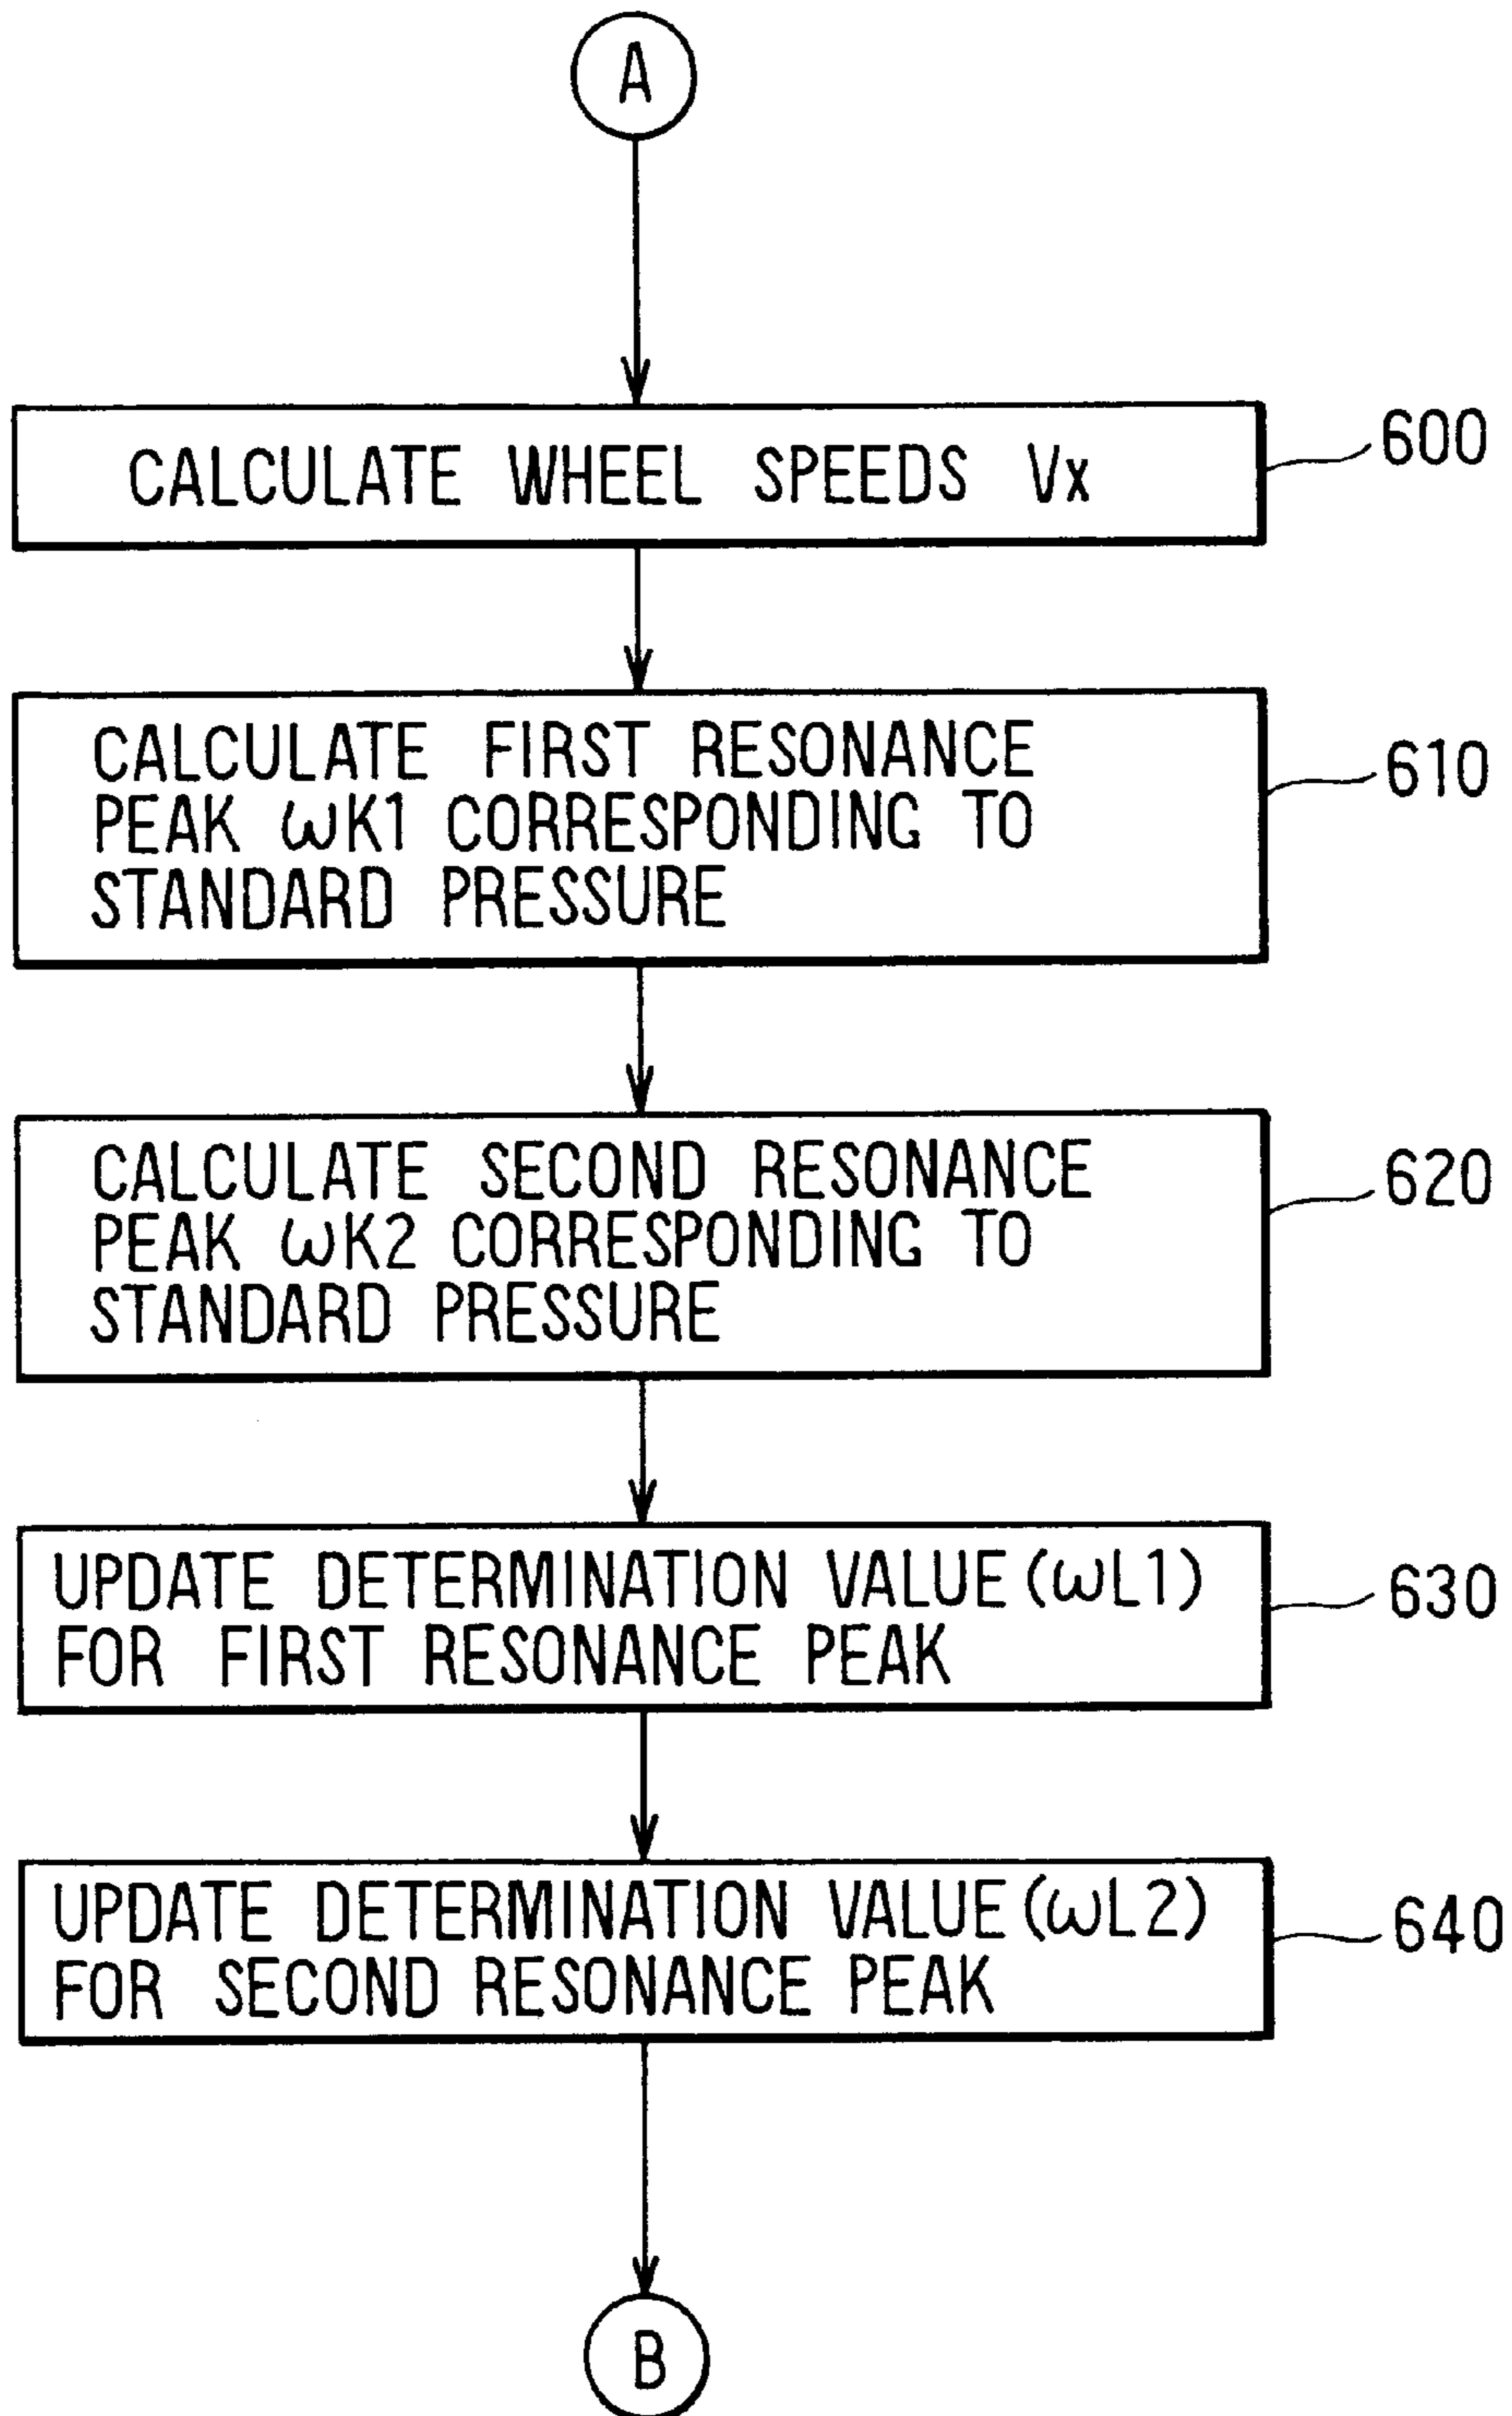 A
CALCULATE WHEEL SPEEDS Vx
600
CALCULATE FIRST RESONANCE
PEAK ωK1 CORRESPONDING TO
STANDARD PRESSURE
610
CALCULATE SECOND RESONANCE
PEAK ωK2 CORRESPONDING TO
STANDARD PRESSURE
620
UPDATE DETERMINATION VALUE (ωL1)
FOR FIRST RESONANCE PEAK
630
UPDATE DETERMINATION VALUE (ωL2)
FOR SECOND RESONANCE PEAK
640
B